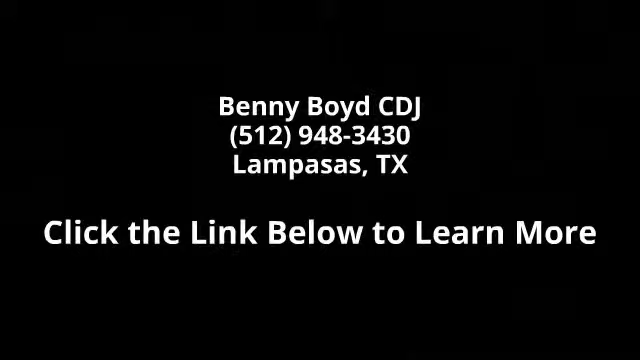 Benny Boyd CDJ
(512) 948-3430
Lampasas, TX
Click the Link Below to Learn More